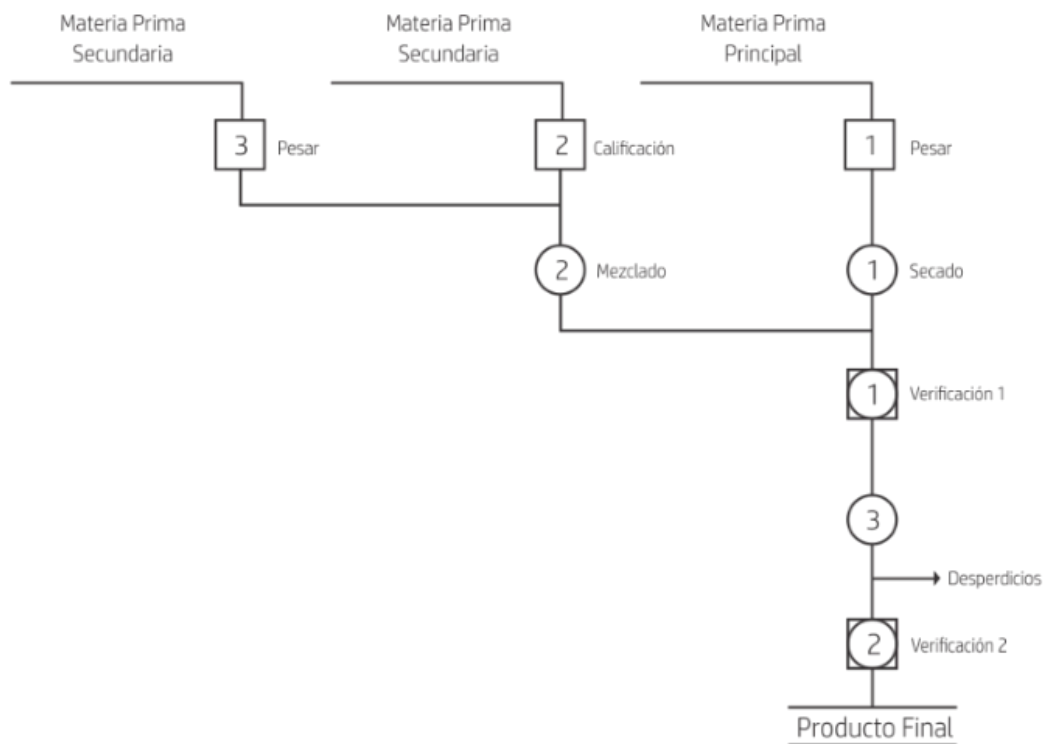 Materia Prima
Secundaria
Materia Prima
Secundaria
Materia Prima
Principal
3 Pesar
2 Calificación
1 Pesar
2 Mezclado
1 Secado
1 Verificación 1
3
Desperdicios
2 Verificación 2
Producto Final